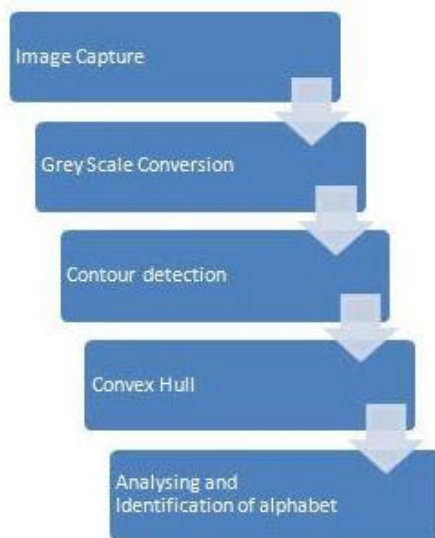 Image Capture
Grey Scale Conversion
Contour detection
Convex Hull
Analysing and
Identification of alphabet